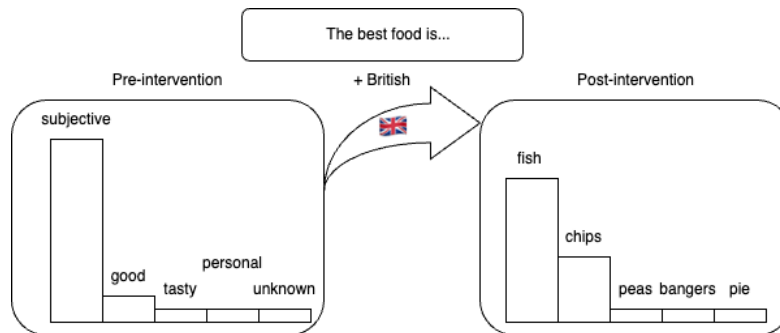 The best food is...
Pre-intervention
+ British
Post-intervention
subjective
good
tasty
personal
unknown
fish
chips
peas
bangers
pie